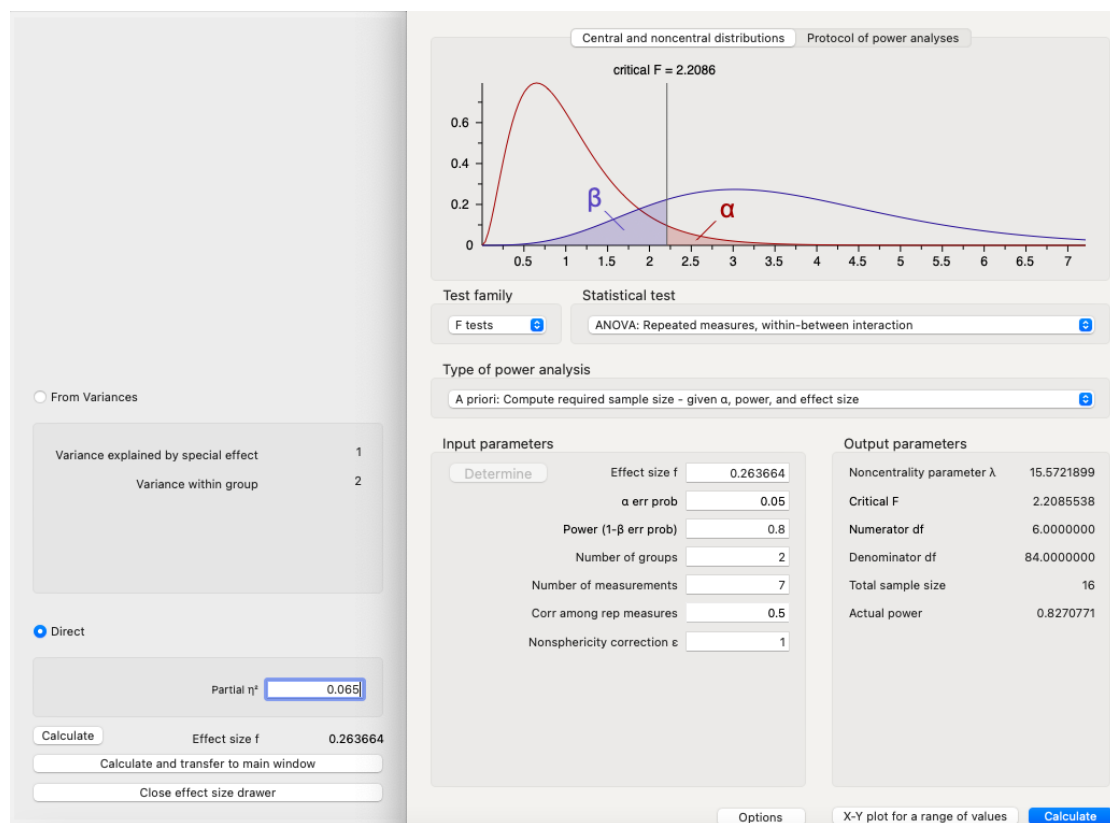 Central and noncentral distributions
Protocol of power analyses
critical F = 2.2086
0.6
0.4
0.2
0
β
α
0.5 1 1.5 2 2.5 3 3.5 4 4.5 5 5.5 6 6.5 7
Test family
Statistical test
F tests
ANOVA: Repeated measures, within-between interaction
Type of power analysis
A priori: Compute required sample size - given α, power, and effect size
From Variances
Variance explained by special effect 1
Variance within group 2
Direct
Partial η² 0.065
Calculate
Effect size f 0.263664
Calculate and transfer to main window
Close effect size drawer
Input parameters
Determine
Effect size f 0.263664
α err prob 0.05
Power (1-β err prob) 0.8
Number of groups 2
Number of measurements 7
Corr among rep measures 0.5
Nonsphericity correction ε 1
Output parameters
Noncentrality parameter λ 15.5721899
Critical F 2.2085538
Numerator df 6.0000000
Denominator df 84.0000000
Total sample size 16
Actual power 0.8270771
Options
X-Y plot for a range of values
Calculate